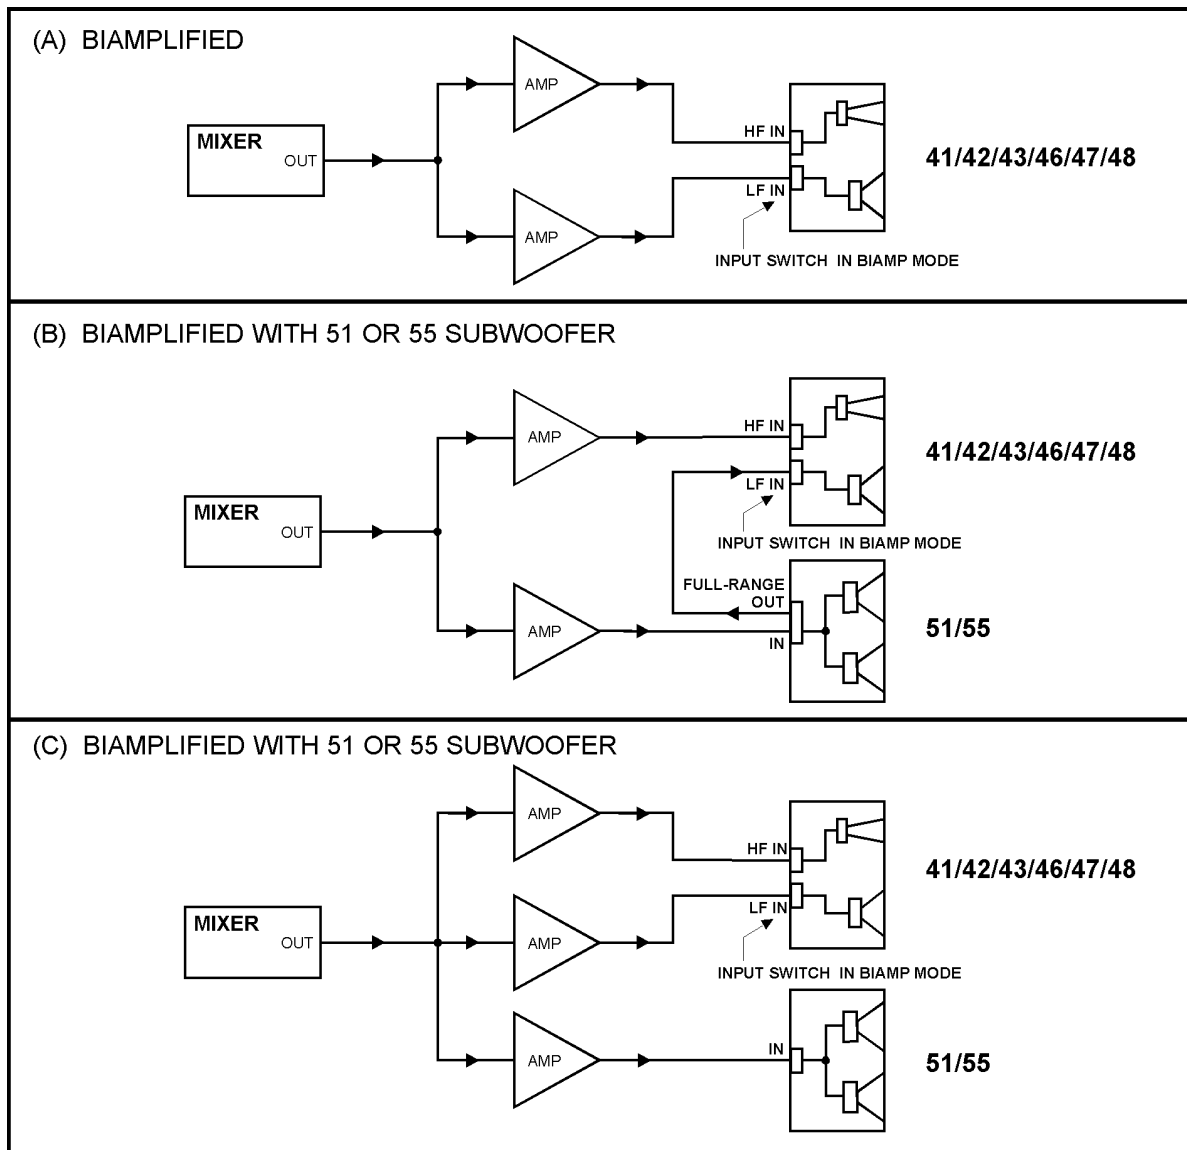 (A) BIAMPLIFIED
AMP
MIXER
OUT
HF IN
LF IN
41/42/43/46/47/48
AMP
INPUT SWITCH IN BIAMP MODE
(B) BIAMPLIFIED WITH 51 OR 55 SUBWOOFER
AMP
HF IN
41/42/43/46/47/48
LF IN
MIXER
OUT
INPUT SWITCH IN BIAMP MODE
FULL-RANGE
OUT
AMP
IN
51/55
(C) BIAMPLIFIED WITH 51 OR 55 SUBWOOFER
AMP
HF IN
41/42/43/46/47/48
LF IN
MIXER
OUT
AMP
INPUT SWITCH IN BIAMP MODE
AMP
IN
51/55